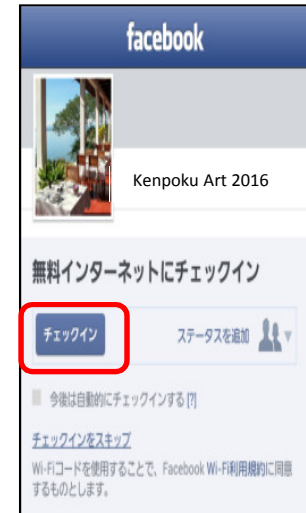 facebook
Kenpoku Art 2016
無料インターネットにチェックイン
チェックイン
ステータスを追加
今後は自動的にチェックインする [?]
チェックインをスキップ
Wi-Fiコードを使用することで、Facebook Wi-Fi利用規約に同意
するものとします。